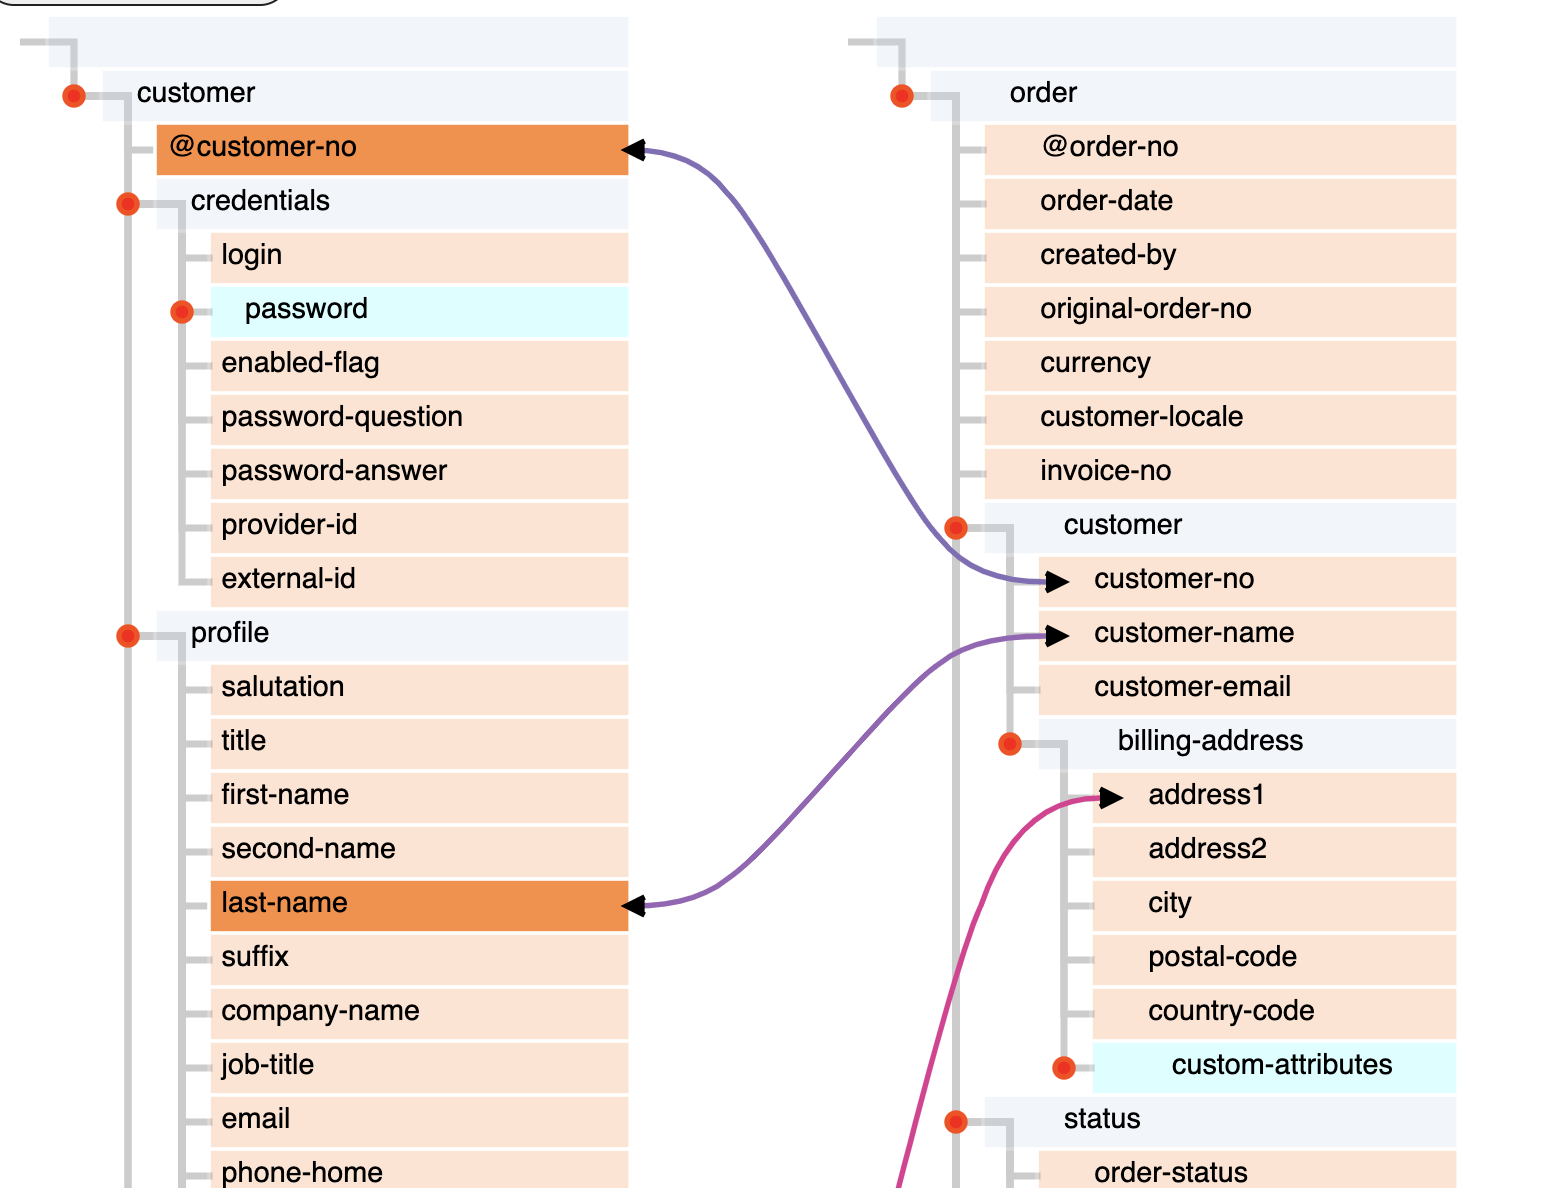 customer
@customer-no
credentials
login
password
enabled-flag
password-question
password-answer
provider-id
external-id
profile
salutation
title
first-name
second-name
last-name
suffix
company-name
job-title
email
phone-home
order
@order-no
order-date
created-by
original-order-no
currency
customer-locale
invoice-no
customer
customer-no
customer-name
customer-email
billing-address
address1
address2
city
postal-code
country-code
custom-attributes
status
order-status